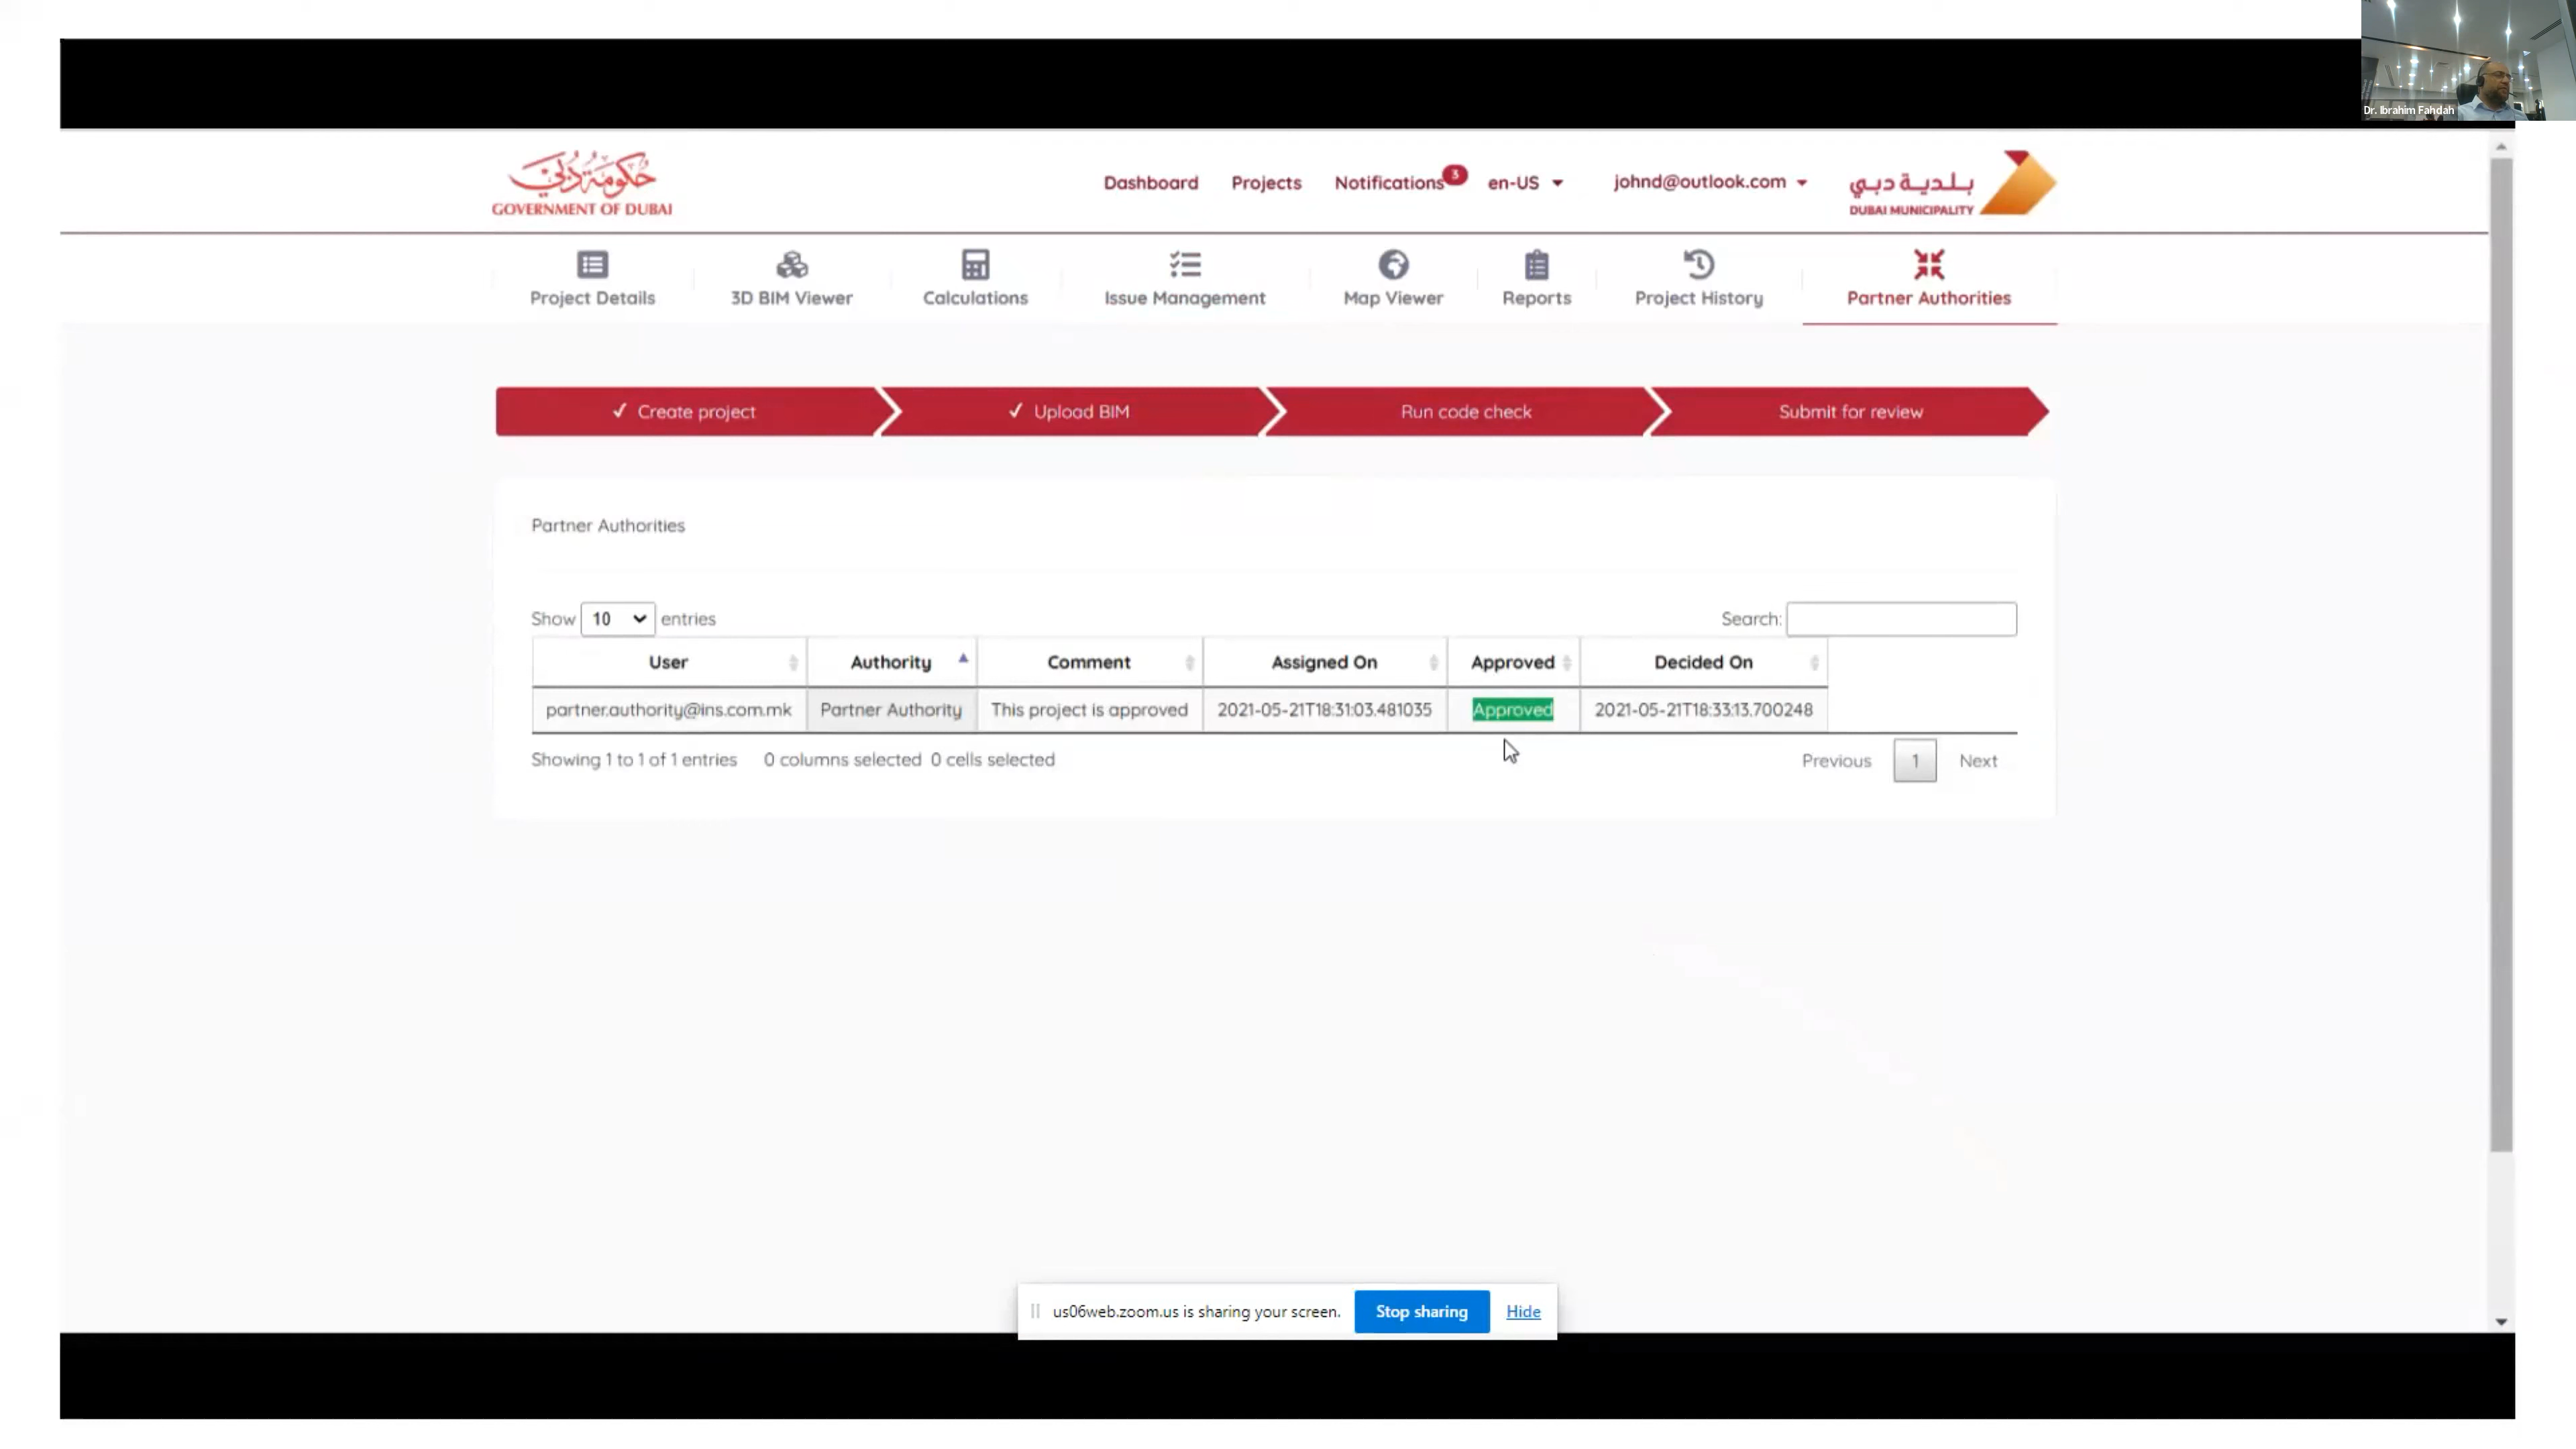 Dr. Ibrahim Fahdah
حكومة دبي
GOVERNMENT OF DUBAI
Dashboard Projects Notifications 3 en-US johnd@outlook.com
بلدية دبي
DUBAI MUNICIPALITY
Project Details 3D BIM Viewer Calculations Issue Management Map Viewer Reports Project History Partner Authorities
✓ Create project ✓ Upload BIM Run code check Submit for review
Partner Authorities
Show 10 entries Search:
User Authority Comment Assigned On Approved Decided On
partner.authority@ins.com.mk Partner Authority This project is approved 2021-05-21T18:31:03.481035 Approved 2021-05-21T18:33:13.700248
Showing 1 to 1 of 1 entries 0 columns selected 0 cells selected Previous 1 Next
us06web.zoom.us is sharing your screen. Stop sharing Hide